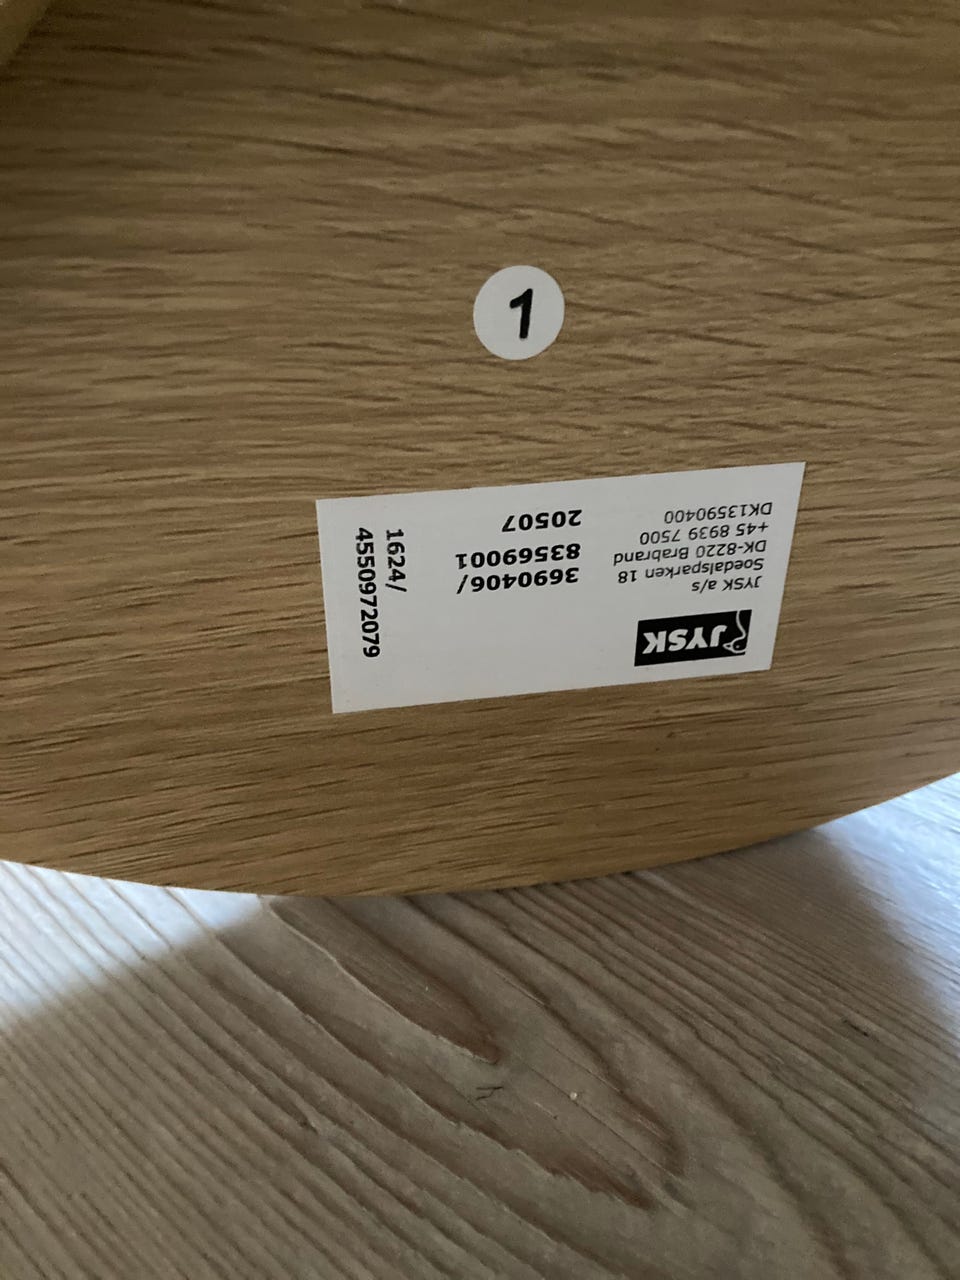 1
JYSK
JYSK a/s
Soedalsparken 18
DK-8220 Brabrand
+45 8939 7500
DK13590400
3690406/
83569001
20507
1624/
4550972079